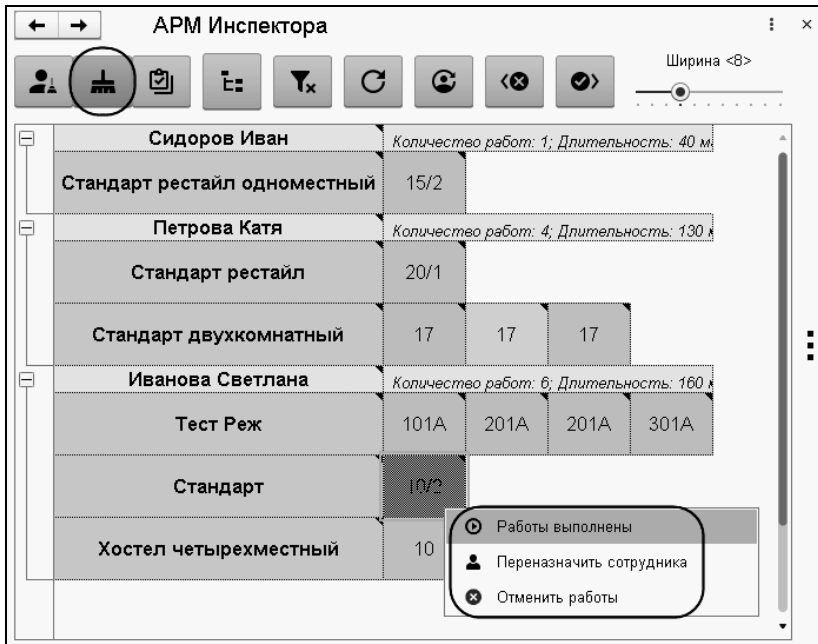 АРМ Инспектора
Ширина <8>
Сидоров Иван Количество работ: 1; Длительность: 40 м
Стандарт рестайл одноместный 15/2
Петрова Катя Количество работ: 4; Длительность: 130
Стандарт рестайл 20/1
Стандарт двухкомнатный 17 17 17
Иванова Светлана Количество работ: 6; Длительность: 160
Тест Реж 101А 201А 201А 301А
Стандарт 10/2
Работы выполнены
Хостел четырехместный 10
Переназначить сотрудника
Отменить работы